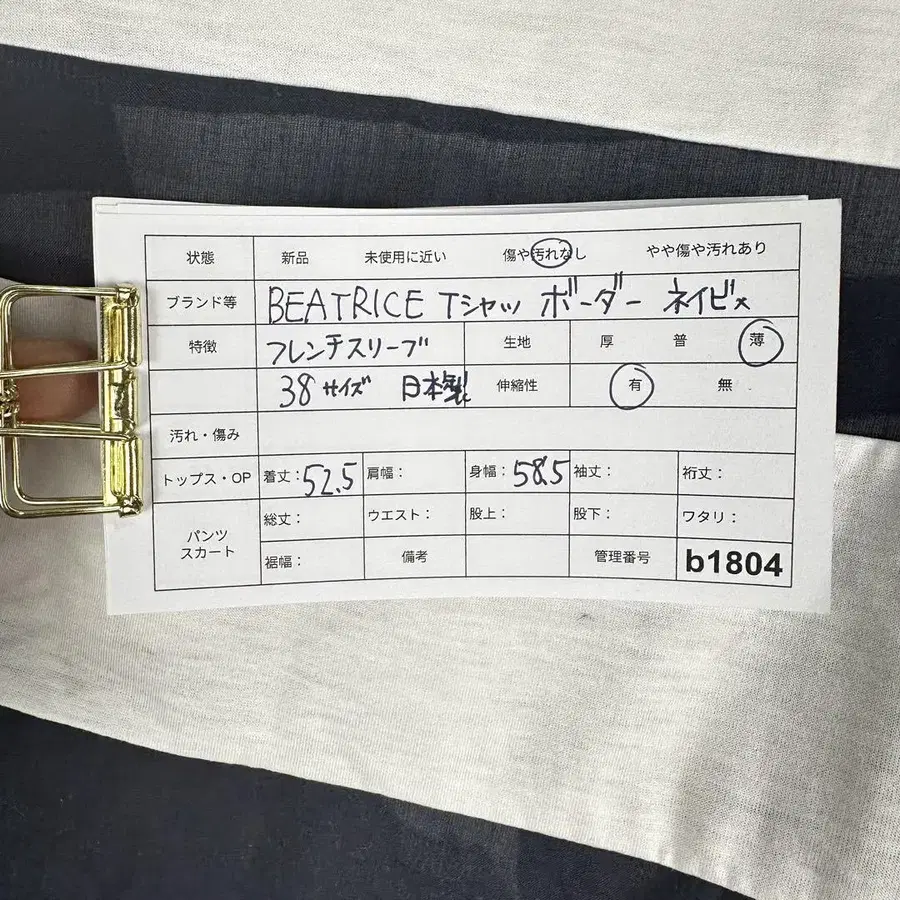 状態 新品 未使用に近い 傷や汚れなし やや傷や汚れあり
ブランド等 BEATRICE Tシャツ ボーダー ネイビー
特徴 フレンチスリーブ 生地 厚 普 薄
38サイズ 日本製 伸縮性 有 無
汚れ・傷み
トップス・OP 着丈：52.5 肩幅： 身幅：58.5 袖丈： 裄丈：
パンツ スカート 総丈： ウエスト： 股上： 股下： ワタリ：
裾幅： 備考 管理番号 b1804